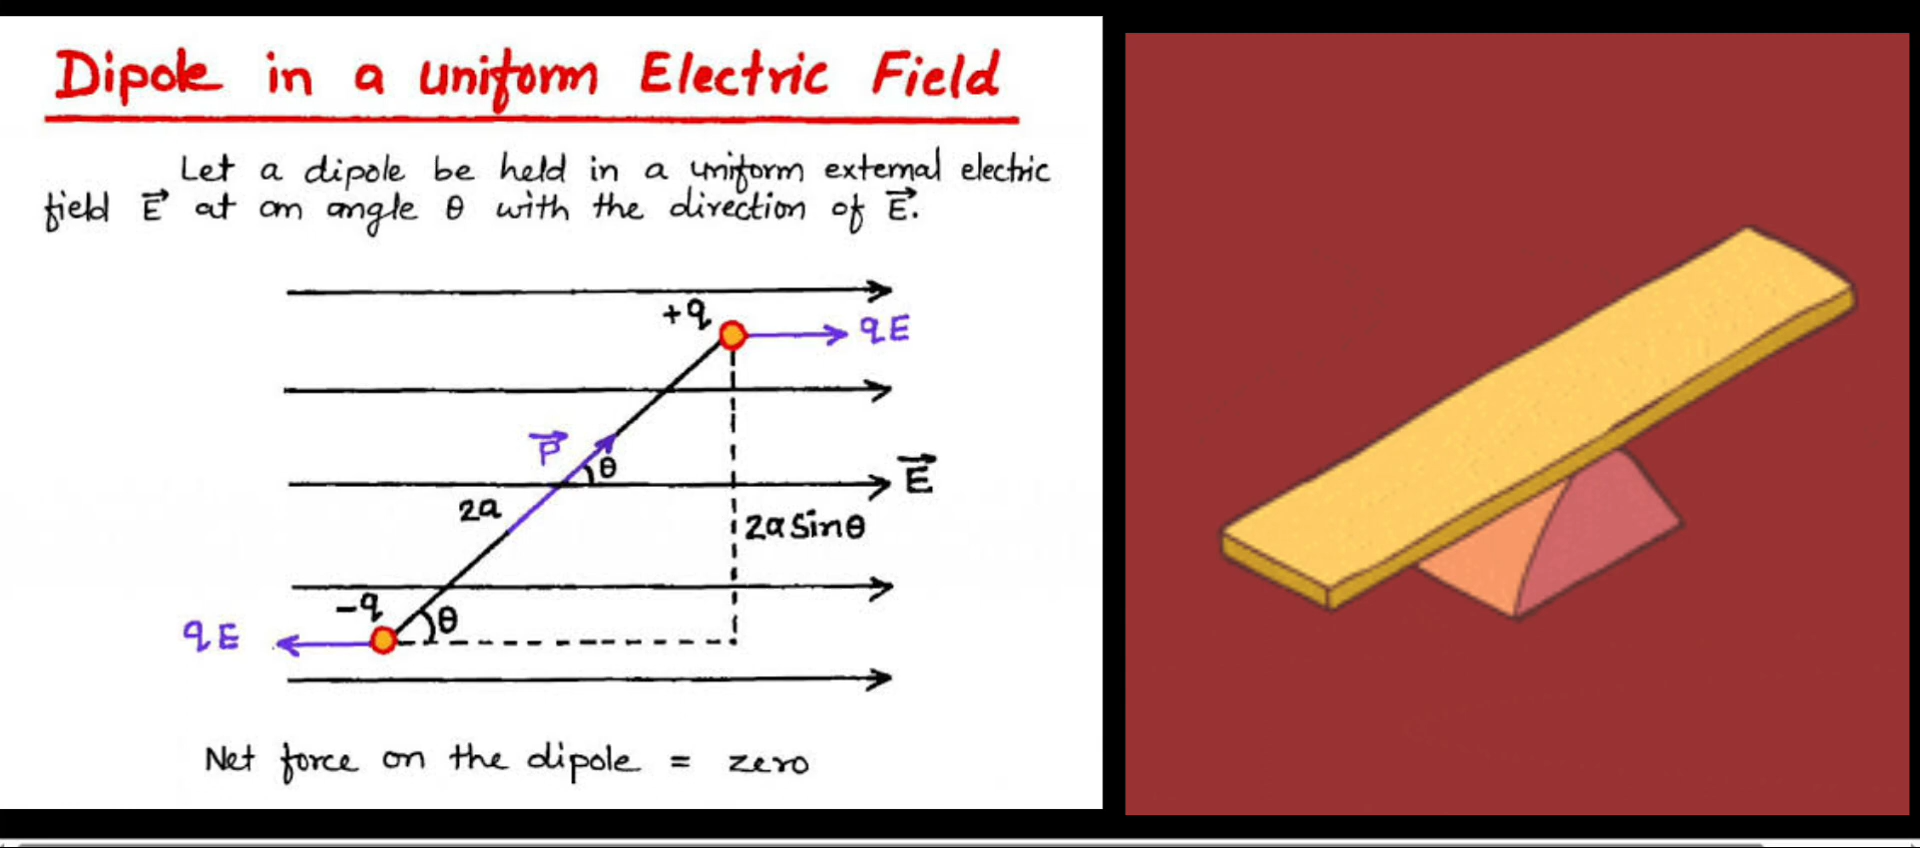 Dipole in a uniform Electric Field
Let a dipole be held in a uniform external electric
field E⃗ at an angle θ with the direction of E⃗.
+q
qE
P⃗
θ
E⃗
2a
2a Sinθ
-q
θ
qE
Net force on the dipole = zero